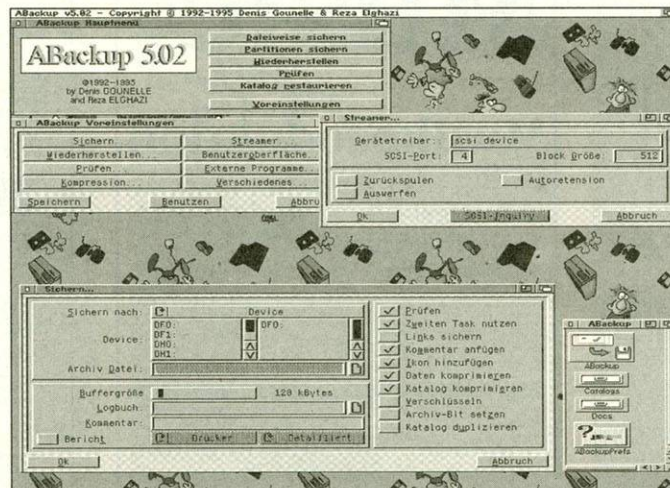 ABackup v5.02 - Copyright © 1992-1995 Denis Gounelle & Reza Elghazi
ABackup Hauptmenü
ABackup 5.02
©1992-1995
by Denis GOUNELLE
and Reza ELGHAZI
Dateiweise sichern
Partitionen sichern
Wiederherstellen
Prüfen
Katalog restaurieren
Voreinstellungen
ABackup Voreinstellungen
Sichern...
Streamer...
Wiederherstellen...
Benutzeroberfläche...
Prüfen...
Externe Programme...
Kompression...
Verschiedenes...
Speichern
Benutzen
Abbru
Streamer...
Gerätetreiber:
scsi.device
SCSI-Port:
4
Block Größe:
512
Zurückspulen
Autoretension
Auswerfen
Ok
SCSI-Inquiry
Abbruch
Sichern...
Sichern nach:
Device
Device:
DF0:
DF1:
DH0:
DH1:
DF0:
Archiv Datei:
Buffergröße
120 kBytes
Logbuch:
Kommentar:
Bericht
Drucker
Detailliert
Prüfen
Zweiten Task nutzen
Links sichern
Kommentar anfügen
Ikon hinzufügen
Daten komprimieren
Katalog komprimieren
Verschlüsseln
Archiv-Bit setzen
Katalog duplizieren
Ok
Abbruch
ABackup
ABackup
Catalogs
Docs
ABackupPrefs